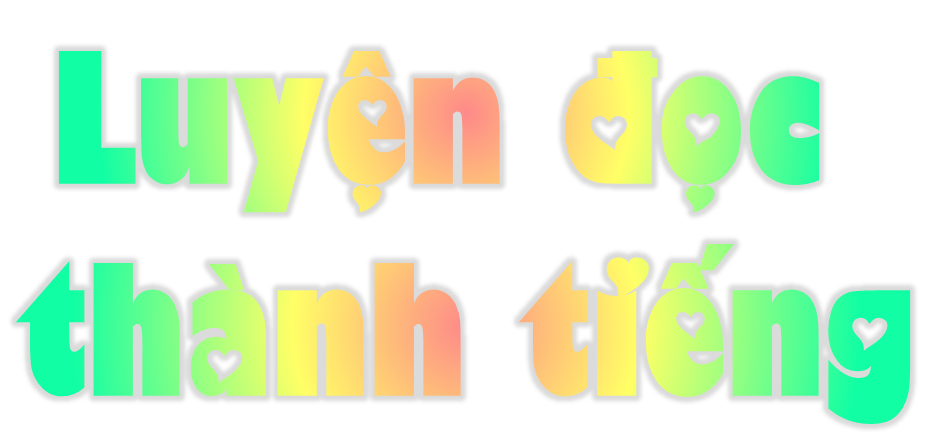 Luyện đọc
thành tiếng